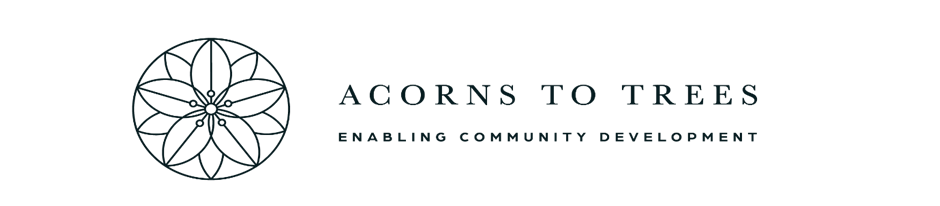 ACORNS TO TREES
ENABLING COMMUNITY DEVELOPMENT